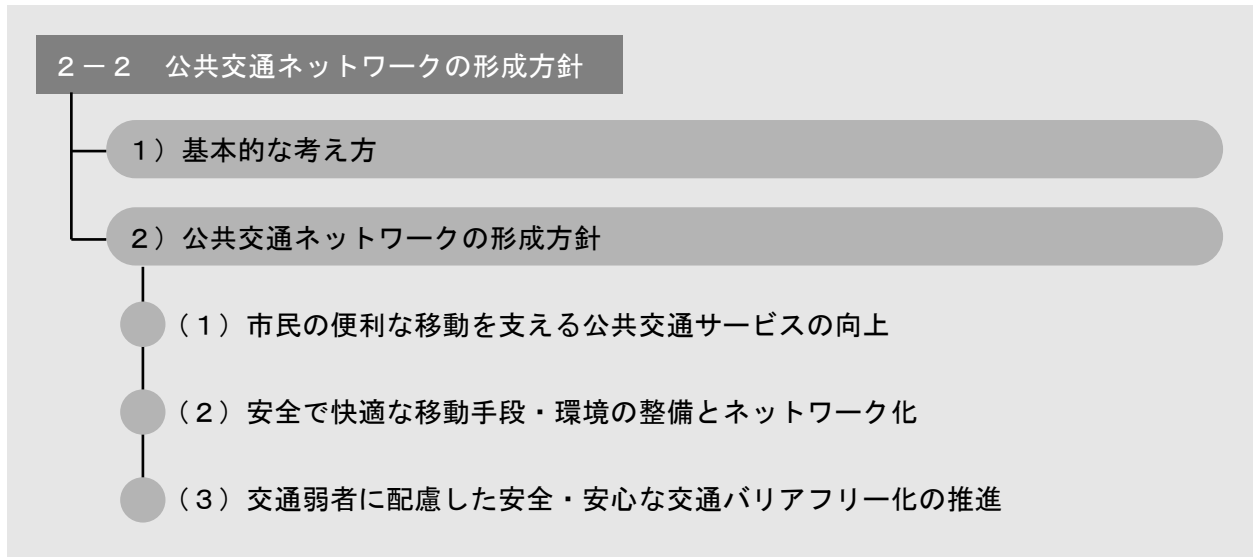 ２－２　公共交通ネットワークの形成方針
１）基本的な考え方
２）公共交通ネットワークの形成方針
（１）市民の便利な移動を支える公共交通サービスの向上
（２）安全で快適な移動手段・環境の整備とネットワーク化
（３）交通弱者に配慮した安全・安心な交通バリアフリー化の推進